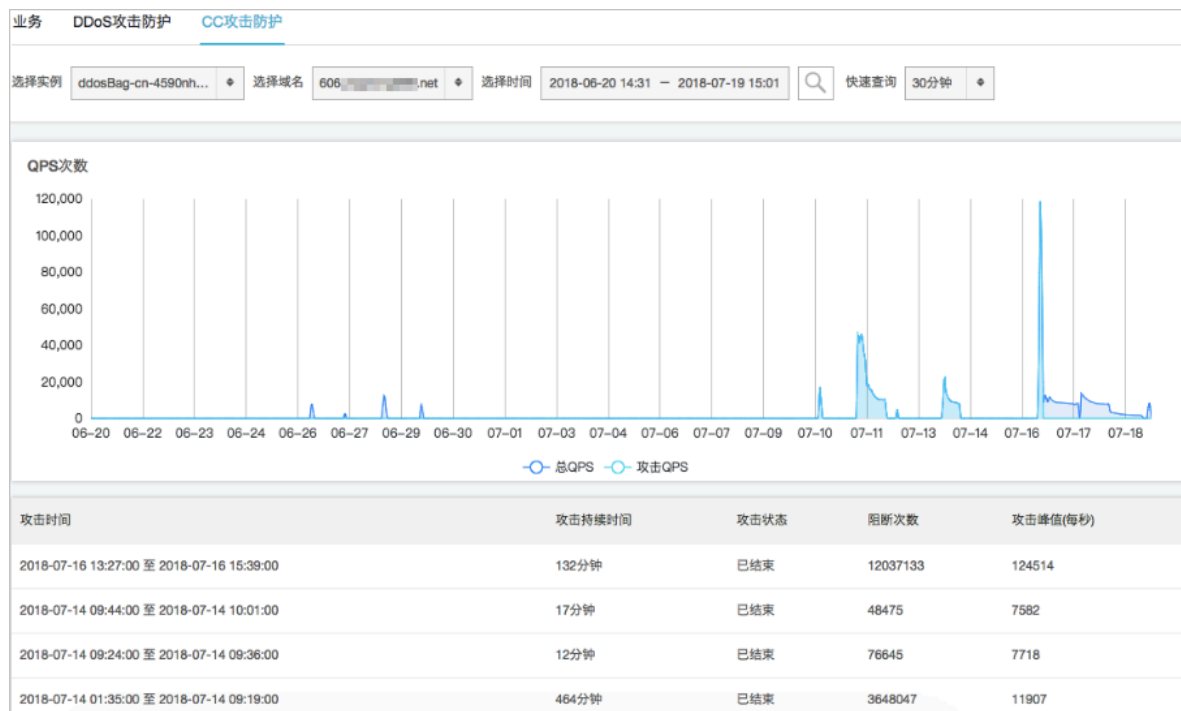 业务 DDoS攻击防护 CC攻击防护
选择实例 ddosBag-cn-4590nh... 选择域名 606 .net 选择时间 2018-06-20 14:31 — 2018-07-19 15:01 快速查询 30分钟
QPS次数
120,000
100,000
80,000
60,000
40,000
20,000
0
06-20 06-22 06-23 06-24 06-26 06-27 06-29 06-30 07-01 07-03 07-04 07-06 07-07 07-09 07-10 07-11 07-13 07-14 07-16 07-17 07-18
总QPS 攻击QPS
攻击时间 攻击持续时间 攻击状态 阻断次数 攻击峰值(每秒)
2018-07-16 13:27:00 至 2018-07-16 15:39:00 132分钟 已结束 12037133 124514
2018-07-14 09:44:00 至 2018-07-14 10:01:00 17分钟 已结束 48475 7582
2018-07-14 09:24:00 至 2018-07-14 09:36:00 12分钟 已结束 76645 7718
2018-07-14 01:35:00 至 2018-07-14 09:19:00 464分钟 已结束 3648047 11907